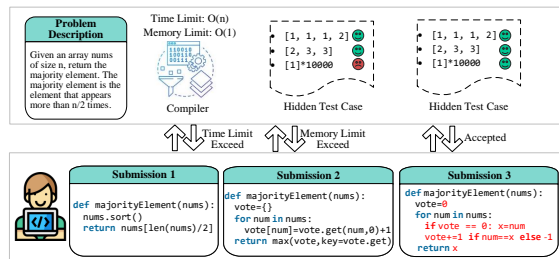 Problem
Description
Given an array nums
of size n, return the
majority element. The
majority element is the
element that appears
more than n/2 times.
Time Limit: O(n)
Memory Limit: O(1)
Compiler
• [1, 1, 1, 2]
• [2, 3, 3]
• [1]*10000
Hidden Test Case
• [1, 1, 1, 2]
• [2, 3, 3]
• [1]*10000
Hidden Test Case
Time Limit
Exceed
Memory Limit
Exceed
Accepted
Submission 1
def majorityElement(nums):
nums.sort()
return nums[len(nums)/2]
Submission 2
def majorityElement(nums):
vote={}
for num in nums:
vote[num]=vote.get(num,0)+1
return max(vote,key=vote.get)
Submission 3
def majorityElement(nums):
vote=0
for num in nums:
if vote == 0: x=num
vote+=1 if num==x else -1
return x